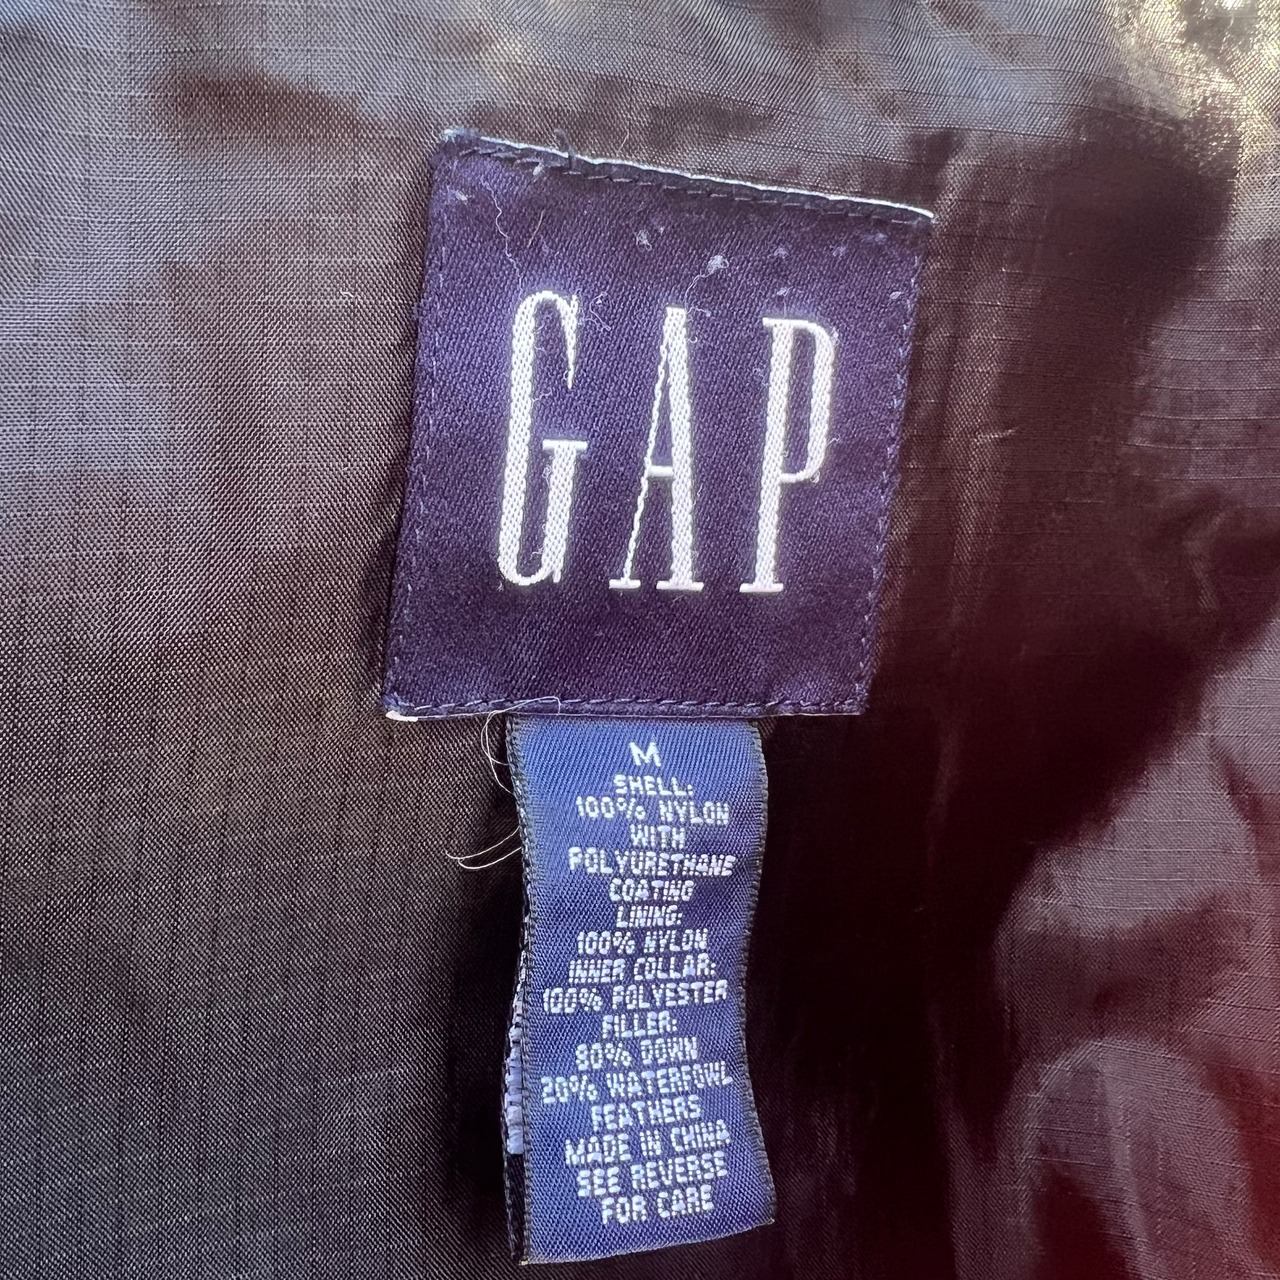 GAP
M
SHELL:
100% NYLON
WITH
POLYURETHANE
COATING
LINING:
100% NYLON
INNER COLLAR:
100% POLYESTER
FILLER:
80% DOWN
20% WATERFOWL
FEATHERS
MADE IN CHINA
SEE REVERSE
FOR CARE